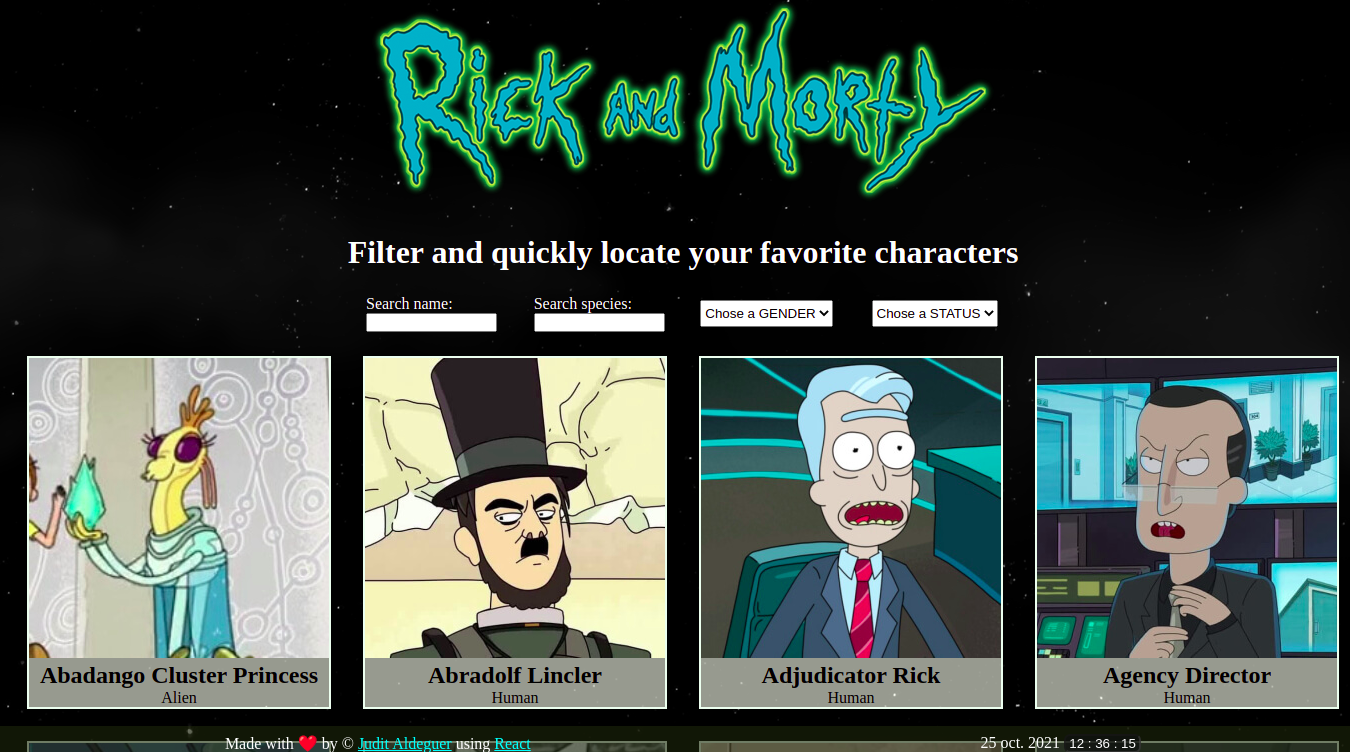 Rick and Morty
Filter and quickly locate your favorite characters
Search name:
Search species:
Chose a GENDER
Chose a STATUS
Abadango Cluster Princess
Alien
Abradolf Lincler
Human
Adjudicator Rick
Human
Agency Director
Human
Made with ❤️ by © Judit Aldeguer using React
25 oct. 2021 12 : 36 : 15